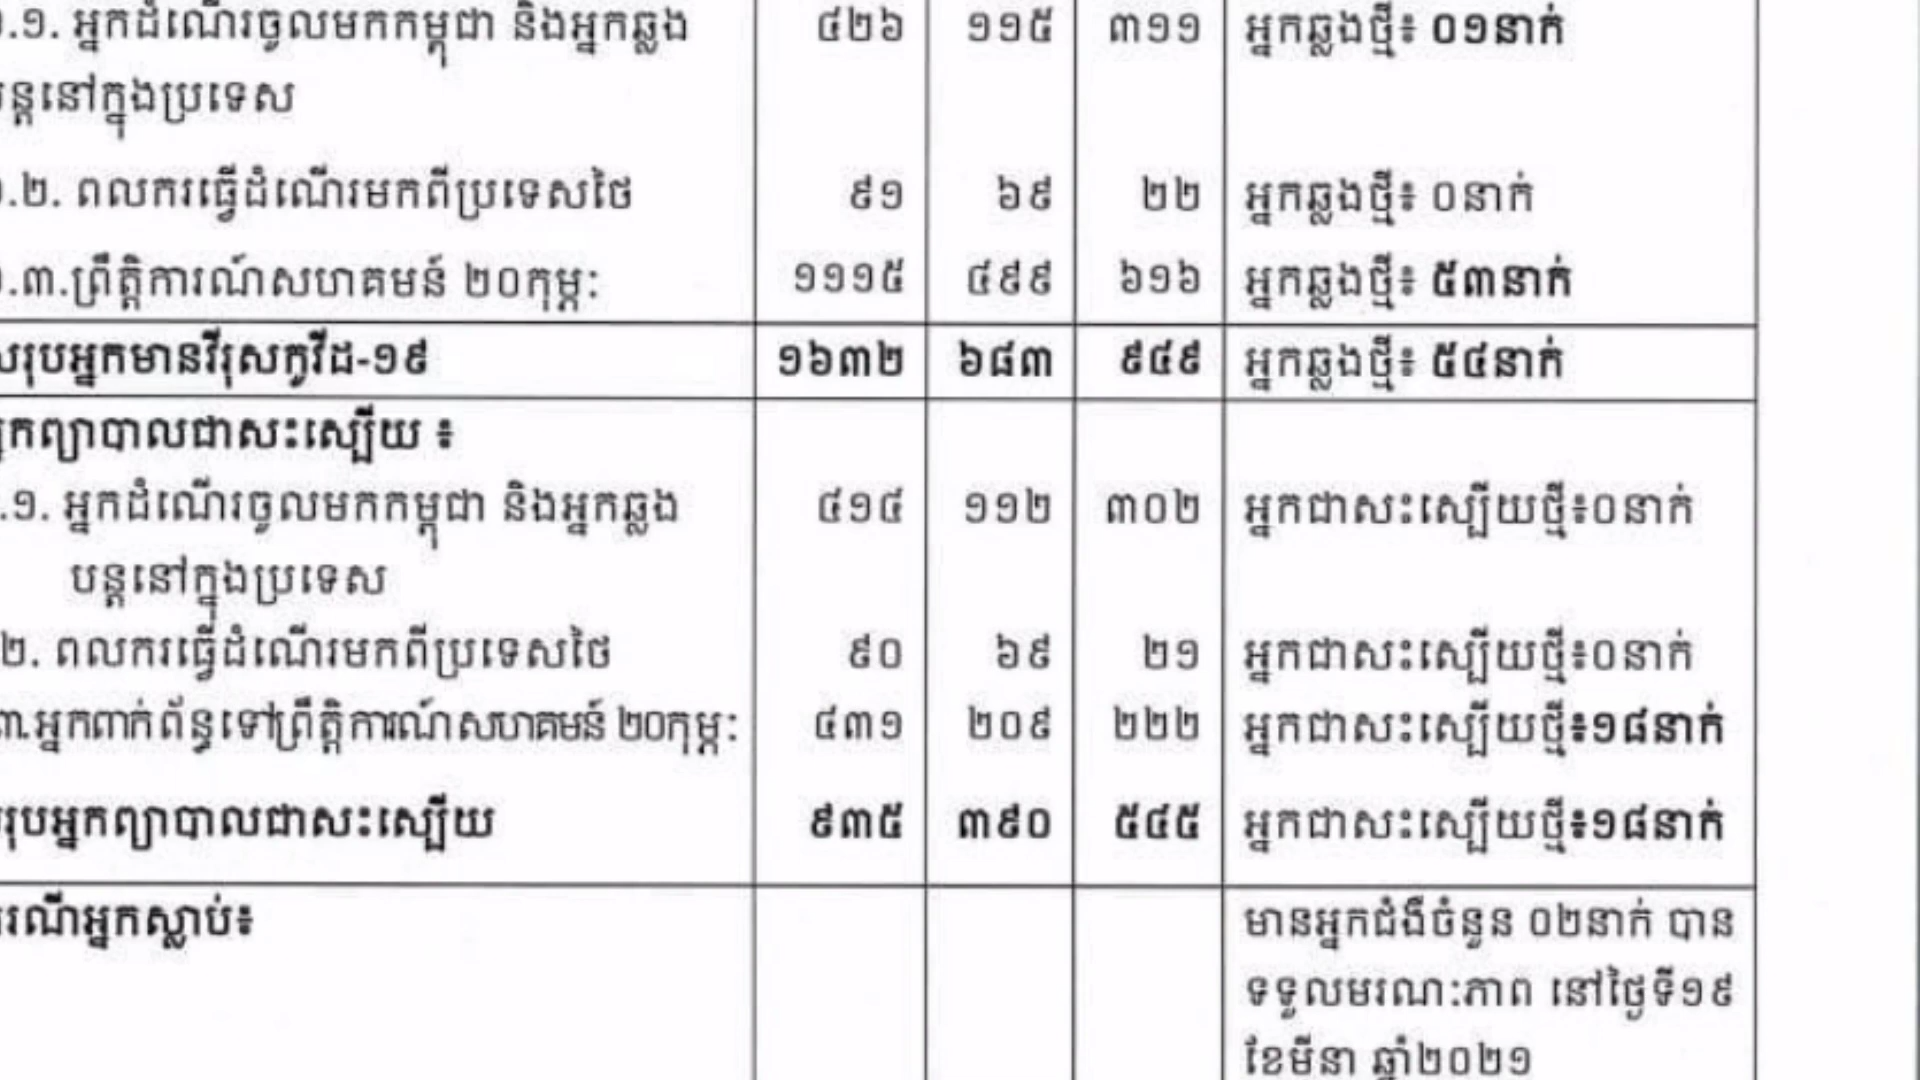 .១. អ្នកដំណើរចូលមកកម្ពុជា និងអ្នកឆ្លង ៤២៦ ១១៥ ៣១១ អ្នកឆ្លងថ្មី៖ ០១នាក់
បន្តនៅក្នុងប្រទេស
.២. ពលករធ្វើដំណើរមកពីប្រទេសថៃ ៩១ ៦៩ ២២ អ្នកឆ្លងថ្មី៖ ០នាក់
.៣.ព្រឹត្តិការណ៍សហគមន៍ ២០កុម្ភៈ ១១១៥ ៤៩៩ ៦១៦ អ្នកឆ្លងថ្មី៖ ៥៣នាក់
សរុបអ្នកមានវីរុសកូវីដ-១៩ ១៦៣២ ៦៨៣ ៩៤៩ អ្នកឆ្លងថ្មី៖ ៥៤នាក់
អ្នកព្យាបាលជាសះស្បើយ ៖
.១. អ្នកដំណើរចូលមកកម្ពុជា និងអ្នកឆ្លង ៤១៤ ១១២ ៣០២ អ្នកជាសះស្បើយថ្មី៖០នាក់
បន្តនៅក្នុងប្រទេស
២. ពលករធ្វើដំណើរមកពីប្រទេសថៃ ៩០ ៦៩ ២១ អ្នកជាសះស្បើយថ្មី៖០នាក់
៣.អ្នកពាក់ព័ន្ធទៅព្រឹត្តិការណ៍សហគមន៍ ២០កុម្ភៈ ៤៣១ ២០៩ ២២២ អ្នកជាសះស្បើយថ្មី៖១៨នាក់
រុបអ្នកព្យាបាលជាសះស្បើយ ៩៣៥ ៣៩០ ៥៤៥ អ្នកជាសះស្បើយថ្មី៖១៨នាក់
រណីអ្នកស្លាប់៖ មានអ្នកជំងឺចំនួន ០២នាក់ បាន
ទទួលមរណៈភាព នៅថ្ងៃទី១៩
ខែមីនា ឆ្នាំ២០២១